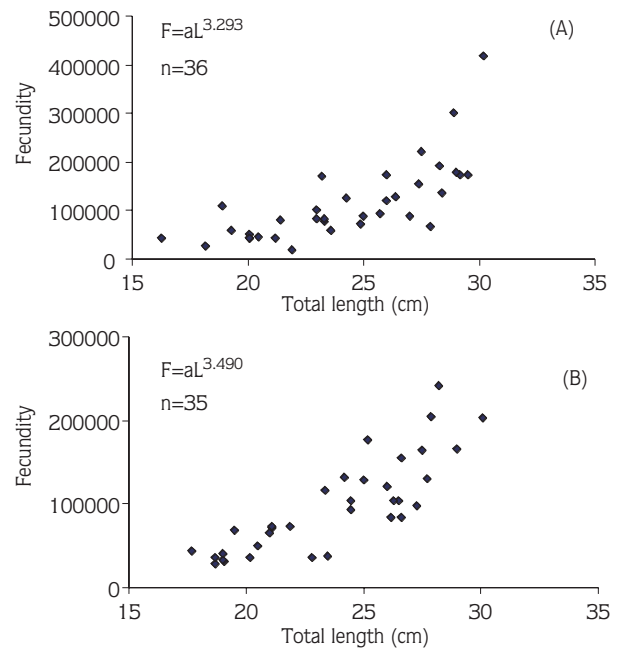 500000
400000
300000
200000
100000
0
Fecundity
F=aL^3.293
n=36
(A)
15 20 25 30 35
Total length (cm)
300000
200000
100000
0
Fecundity
F=aL^3.490
n=35
(B)
15 20 25 30 35
Total length (cm)